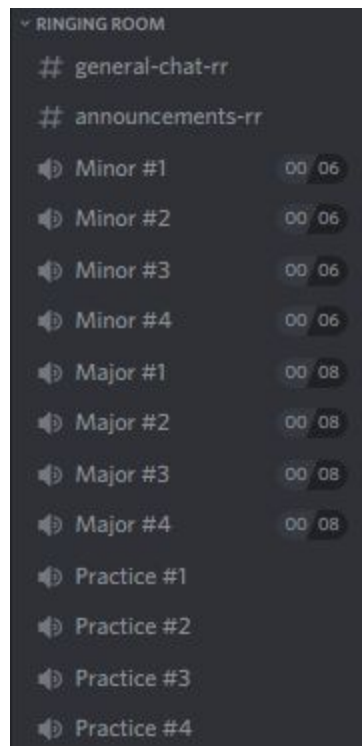 RINGING ROOM
# general-chat-rr
# announcements-rr
Minor #1 00 06
Minor #2 00 06
Minor #3 00 06
Minor #4 00 06
Major #1 00 08
Major #2 00 08
Major #3 00 08
Major #4 00 08
Practice #1
Practice #2
Practice #3
Practice #4